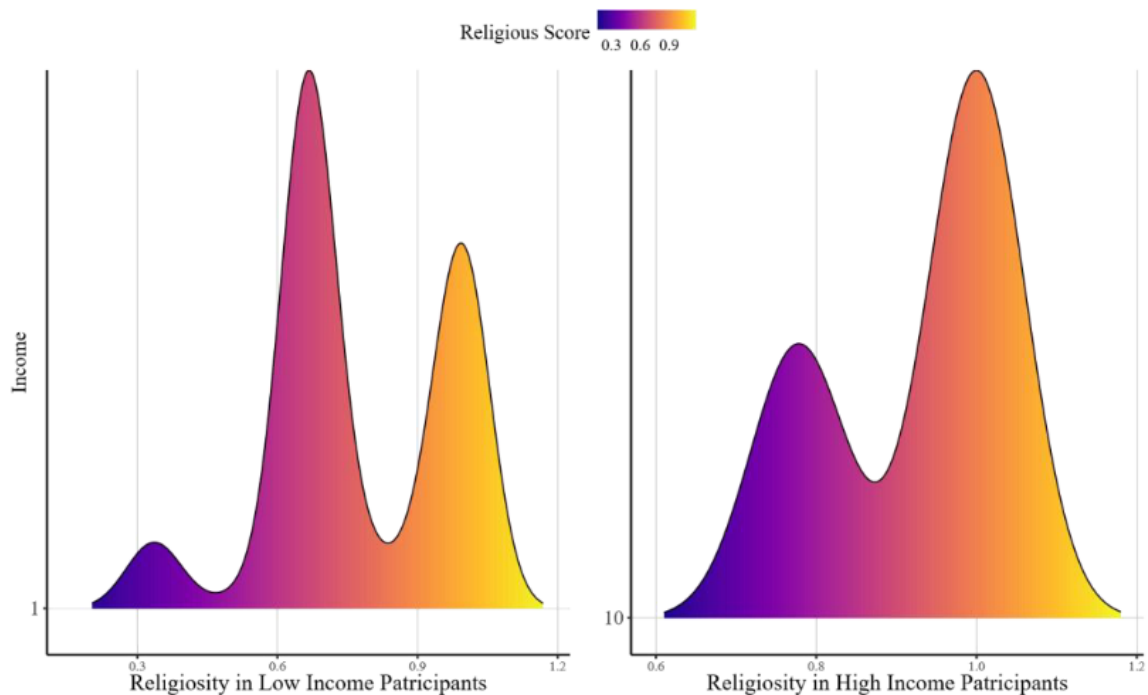 Religious Score
0.3 0.6 0.9
Income
1
0.3 0.6 0.9 1.2
Religiosity in Low Income Patricipants
10
0.6 0.8 1.0 1.2
Religiosity in High Income Patricipants